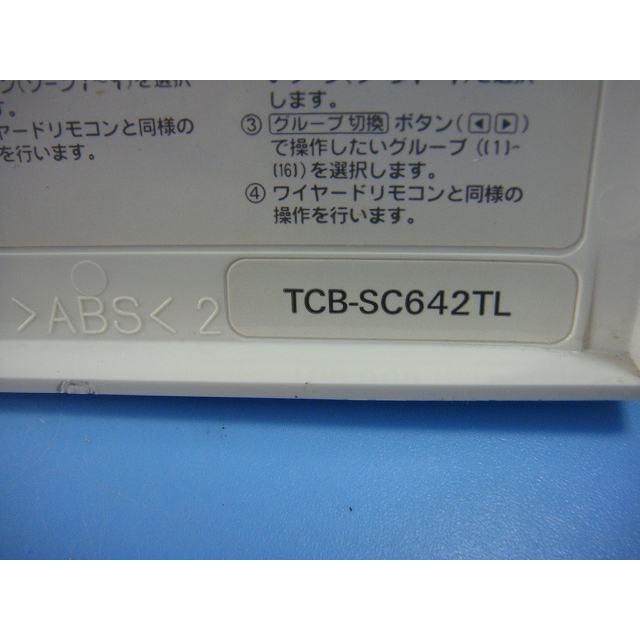 す。
ヤードリモコンと同様の
を行います。
します。
③ グループ切換 ボタン(◀▶)
で操作したいグループ((1)~
(16))を選択します。
④ ワイヤードリモコンと同様の
操作を行います。
>ABS< 2
TCB-SC642TL